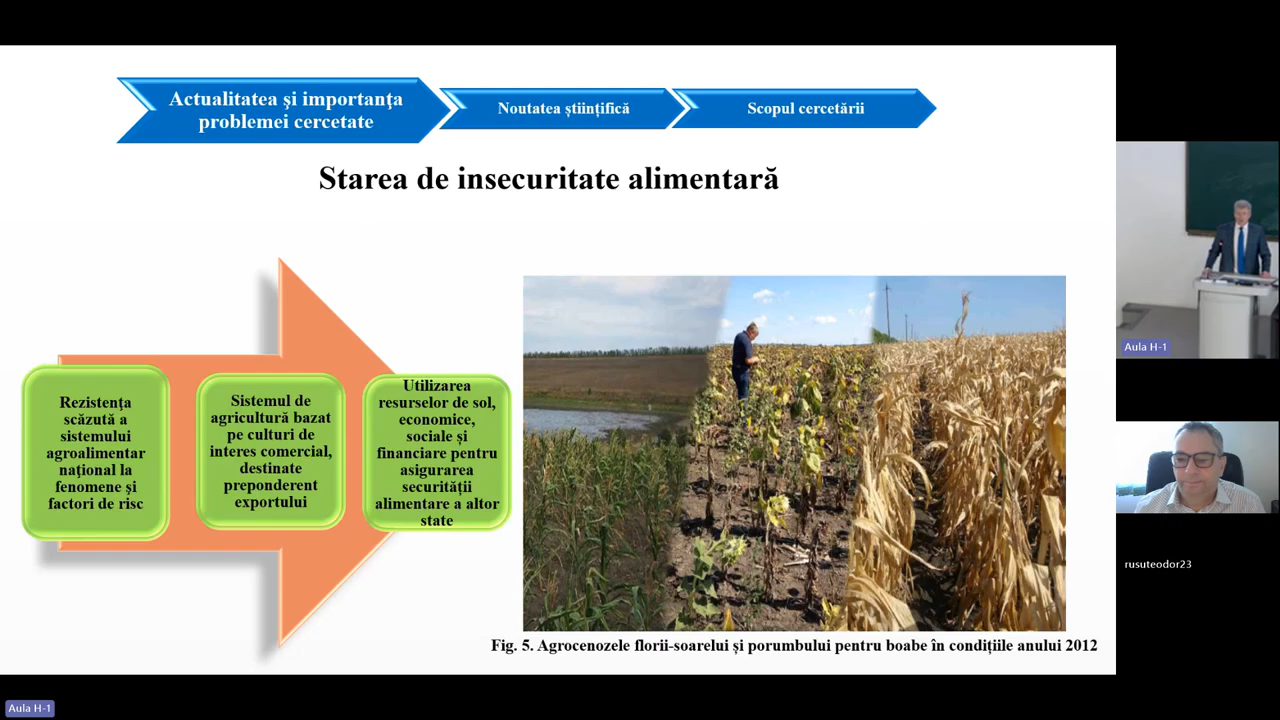 Actualitatea şi importanţa
problemei cercetate
Noutatea științifică
Scopul cercetării
Starea de insecuritate alimentară
Rezistenţa
scăzută a
sistemului
agroalimentar
naţional la
fenomene şi
factori de risc
Sistemul de
agricultură bazat
pe culturi de
interes comercial,
destinate
preponderent
exportului
Utilizarea
resurselor de sol,
economice,
sociale și
financiare pentru
asigurarea
securității
alimentare a altor
state
Fig. 5. Agrocenozele florii-soarelui și porumbului pentru boabe în condițiile anului 2012
Aula H-1
rusuteodor23
Aula H-1